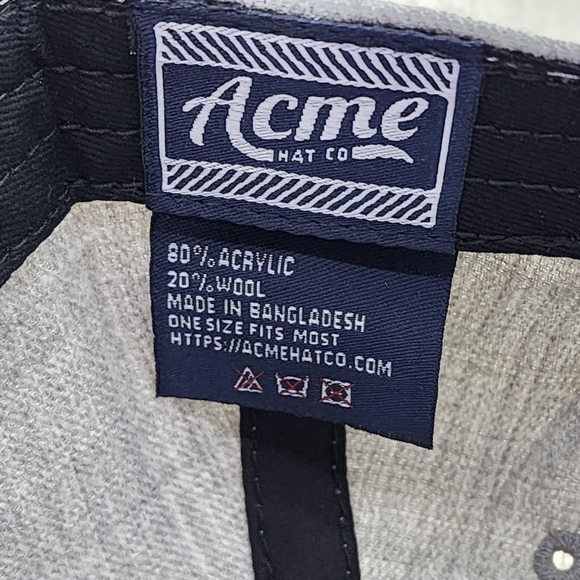 Acme
HAT CO
80% ACRYLIC
20% WOOL
MADE IN BANGLADESH
ONE SIZE FITS MOST
HTTPS://ACMEHATCO.COM